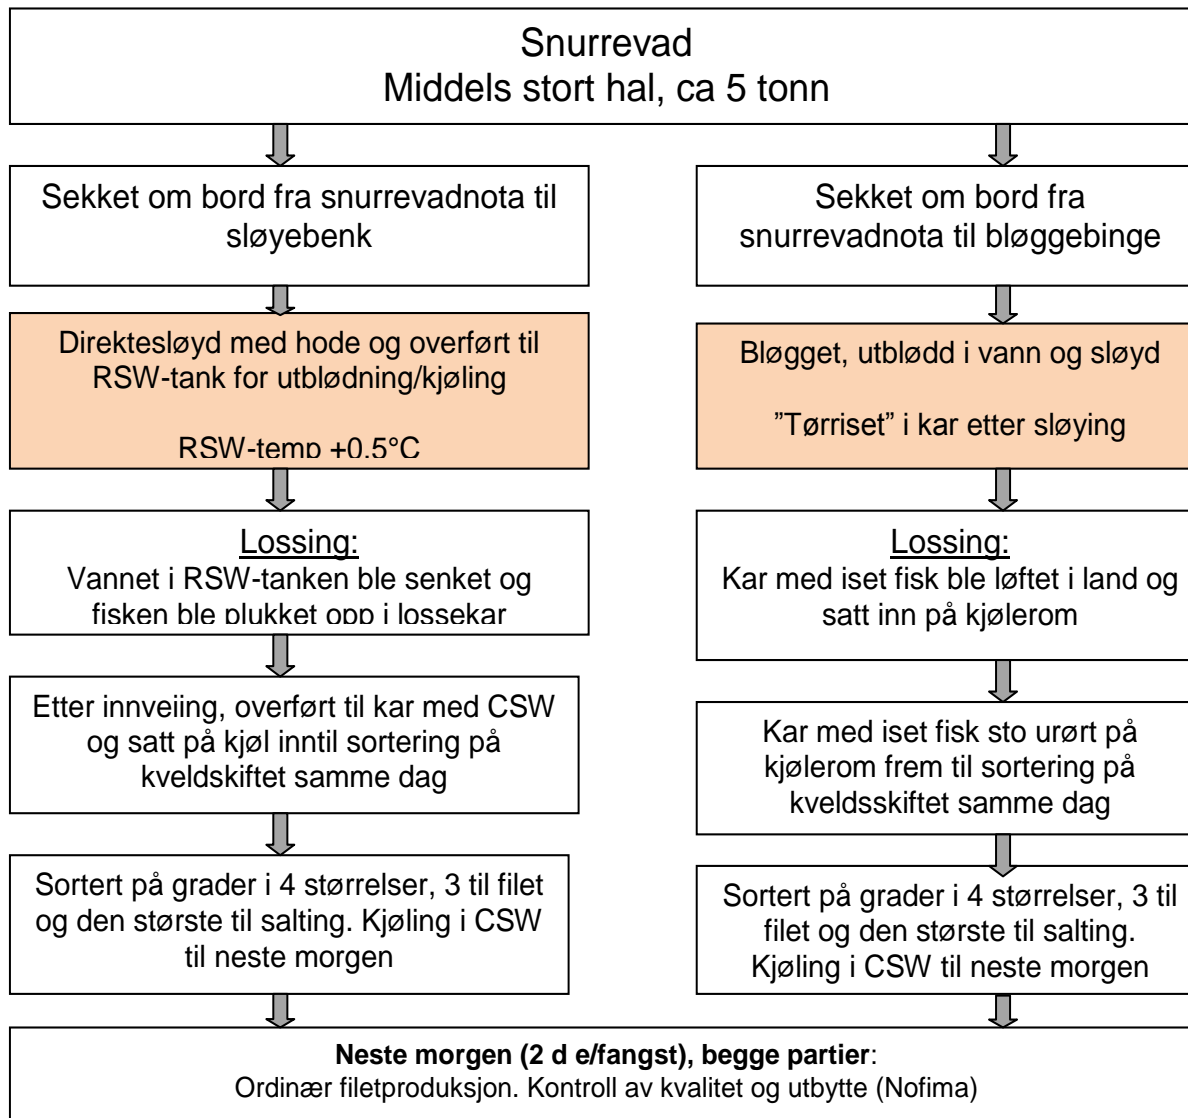 Snurrevad
Middels stort hal, ca 5 tonn
Sekket om bord fra snurrevadnota til
sløyebenk
Direktesløyd med hode og overført til
RSW-tank for utblødning/kjøling
RSW-temp +0.5°C
Lossing:
Vannet i RSW-tanken ble senket og
fisken ble plukket opp i lossekar
Etter innveiing, overført til kar med CSW
og satt på kjøl inntil sortering på
kveldskiftet samme dag
Sortert på grader i 4 størrelser, 3 til filet
og den største til salting. Kjøling i CSW
til neste morgen
Sekket om bord fra
snurrevadnota til bløggebinge
Bløgget, utblødd i vann og sløyd
”Tørriset” i kar etter sløying
Lossing:
Kar med iset fisk ble løftet i land og
satt inn på kjølerom
Kar med iset fisk sto urørt på
kjølerom frem til sortering på
kveldsskiftet samme dag
Sortert på grader i 4 størrelser, 3 til
filet og den største til salting.
Kjøling i CSW til neste morgen
Neste morgen (2 d e/fangst), begge partier:
Ordinær filetproduksjon. Kontroll av kvalitet og utbytte (Nofima)